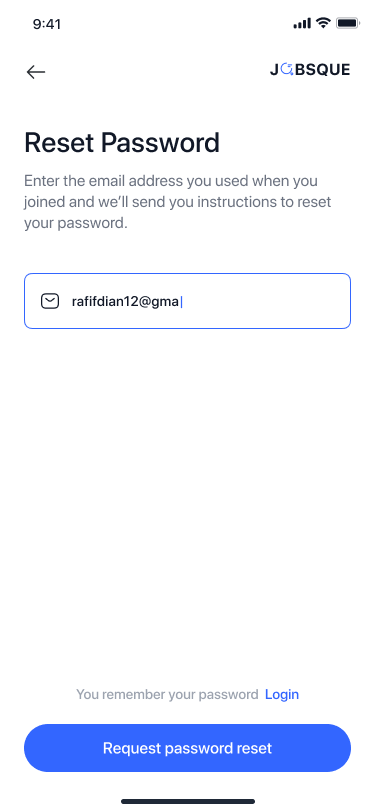 9:41
JOBSQUE
Reset Password
Enter the email address you used when you
joined and we’ll send you instructions to reset
your password.
rafifdian12@gma
You remember your password Login
Request password reset